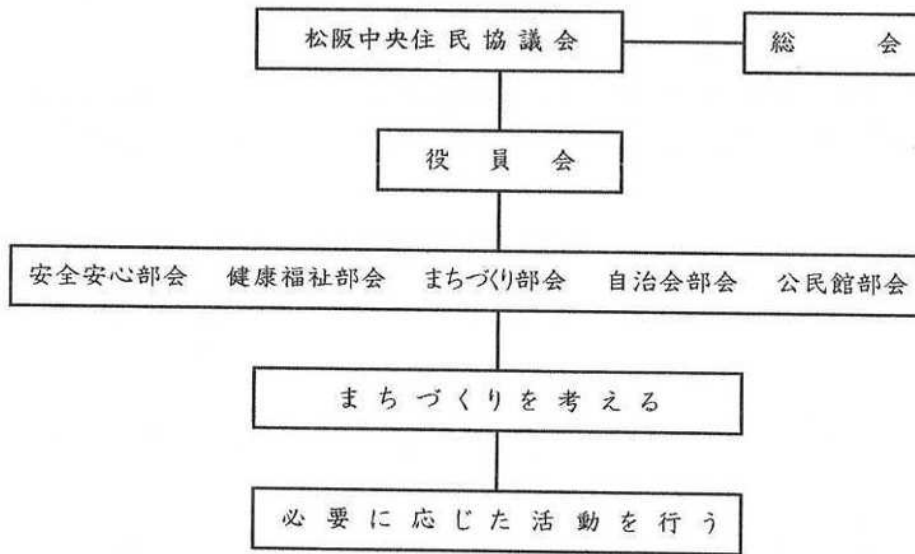 松阪中央住民協議会 総会
役員会
安全安心部会 健康福祉部会 まちづくり部会 自治会部会 公民館部会
まちづくりを考える
必要に応じた活動を行う